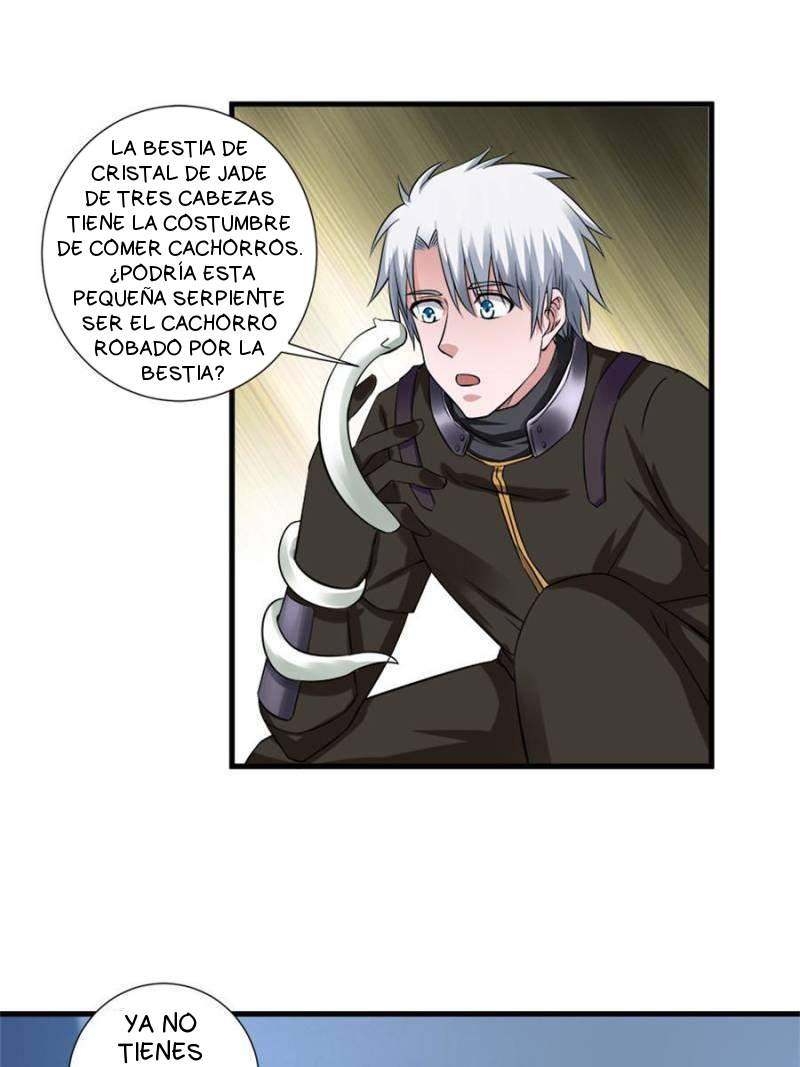 LA BESTIA DE
CRISTAL DE JADE
DE TRES CABEZAS
TIENE LA COSTUMBRE
DE COMER CACHORROS.
¿PODRÍA ESTA
PEQUEÑA SERPIENTE
SER EL CACHORRO
ROBADO POR LA
BESTIA?
YA NO
TIENES